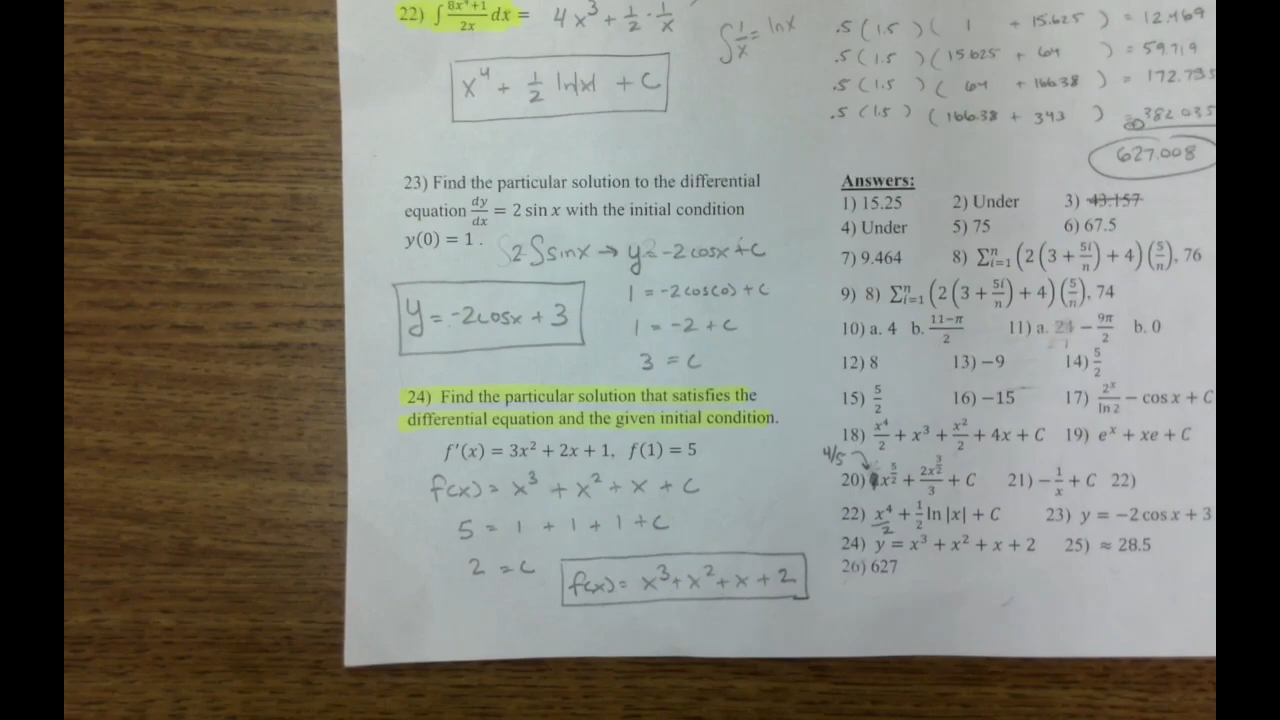 22) ∫ 8x⁴+1/2x dx = 4x³ + 1/2 · 1/x
x⁴ + 1/2 ln|x| + C
∫ 1/x = lnx
.5 (1.5) ( 1 + 15.625 ) = 12.469
.5 (1.5) (15.625 + 64 ) = 59.719
.5 (1.5) ( 64 + 166.38 ) = 172.735
.5 (1.5) (166.38 + 343 ) 382.035
627.008
23) Find the particular solution to the differential
equation dy/dx = 2 sin x with the initial condition
y(0) = 1 .
2∫sinx → y = -2cosx + C
1 = -2cos(0) + C
1 = -2 + C
3 = C
y = -2cosx + 3
24) Find the particular solution that satisfies the
differential equation and the given initial condition.
f′(x) = 3x² + 2x + 1, f(1) = 5
f(x) = x³ + x² + x + C
5 = 1 + 1 + 1 + C
2 = C
f(x) = x³ + x² + x + 2
Answers:
1) 15.25 2) Under 3) 43.157
4) Under 5) 75 6) 67.5
7) 9.464 8) Σⁿᵢ₌₁ (2(3 + 5i/n) + 4)(5/n), 76
9) 8) Σⁿᵢ₌₁ (2(3 + 5i/n) + 4)(5/n), 74
10) a. 4 b. 11−π/2 11) a. − 9π/2 b. 0
12) 8 13) −9 14) 5/2
15) 5/2 16) −15 17) 2ˣ/ln 2 − cos x + C
18) x⁴/2 + x³ + x²/2 + 4x + C 19) eˣ + xe + C
4/5
20) x^5/2 + 2x^3/2/3 + C 21) −1/x + C 22)
22) x⁴/2 + 1/2 ln |x| + C 23) y = −2 cos x + 3
24) y = x³ + x² + x + 2 25) ≈ 28.5
26) 627